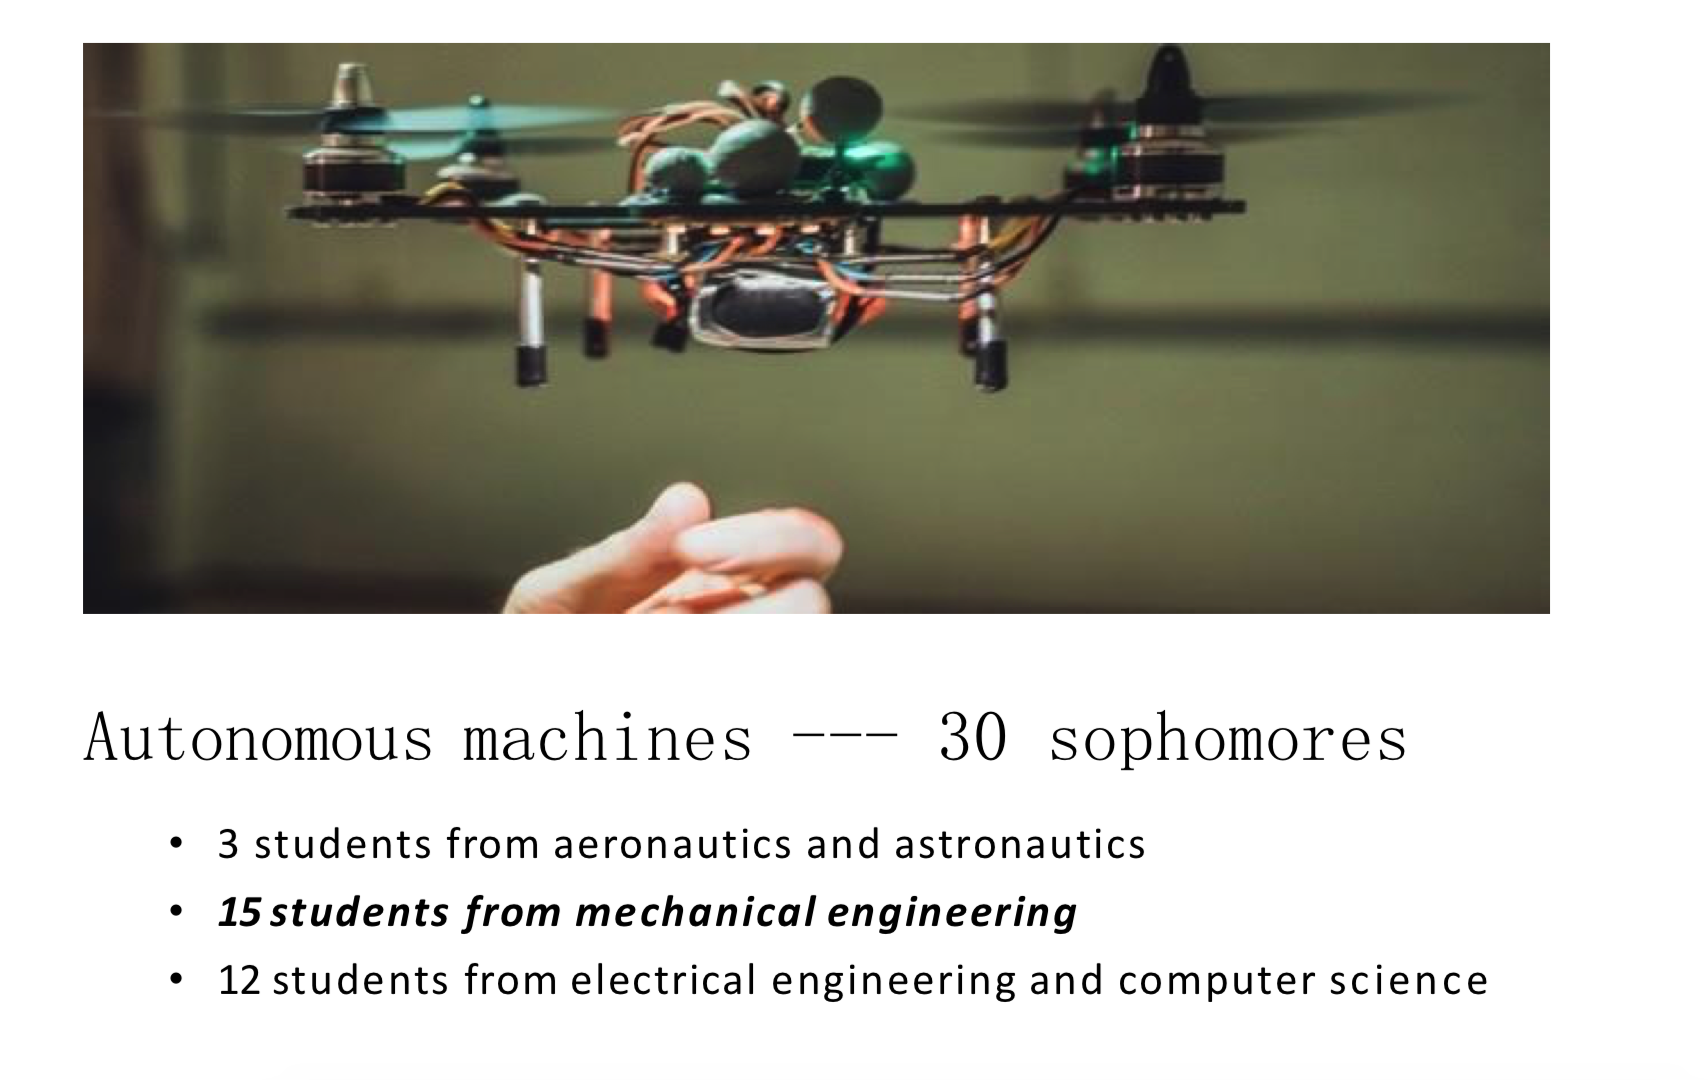 Autonomous machines --- 30 sophomores
• 3 students from aeronautics and astronautics
• 15 students from mechanical engineering
• 12 students from electrical engineering and computer science